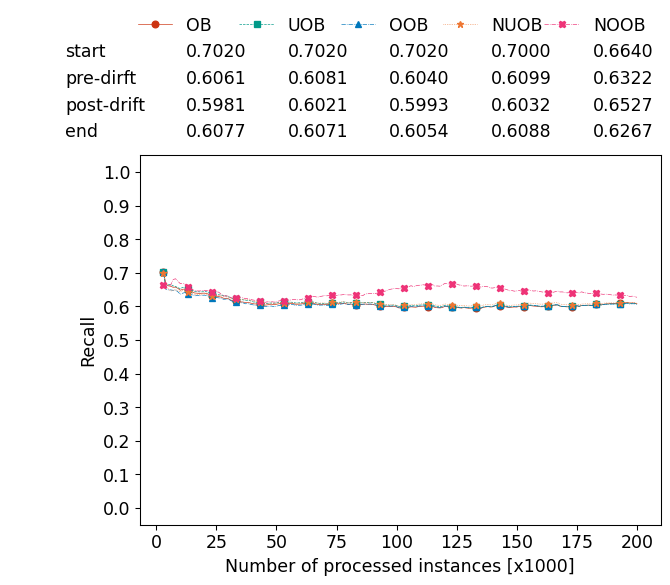 OB UOB OOB NUOB NOOB
start 0.7020 0.7020 0.7020 0.7000 0.6640
pre-dirft 0.6061 0.6081 0.6040 0.6099 0.6322
post-drift 0.5981 0.6021 0.5993 0.6032 0.6527
end 0.6077 0.6071 0.6054 0.6088 0.6267
1.0
0.9
0.8
0.7
0.6
0.5
0.4
0.3
0.2
0.1
0.0
Recall
0 25 50 75 100 125 150 175 200
Number of processed instances [x1000]